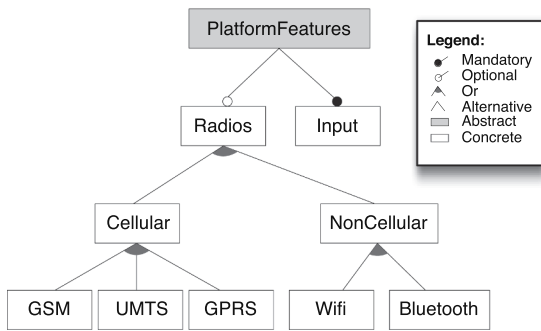 PlatformFeatures
Radios
Input
Cellular
NonCellular
GSM
UMTS
GPRS
Wifi
Bluetooth
Legend:
Mandatory
Optional
Or
Alternative
Abstract
Concrete